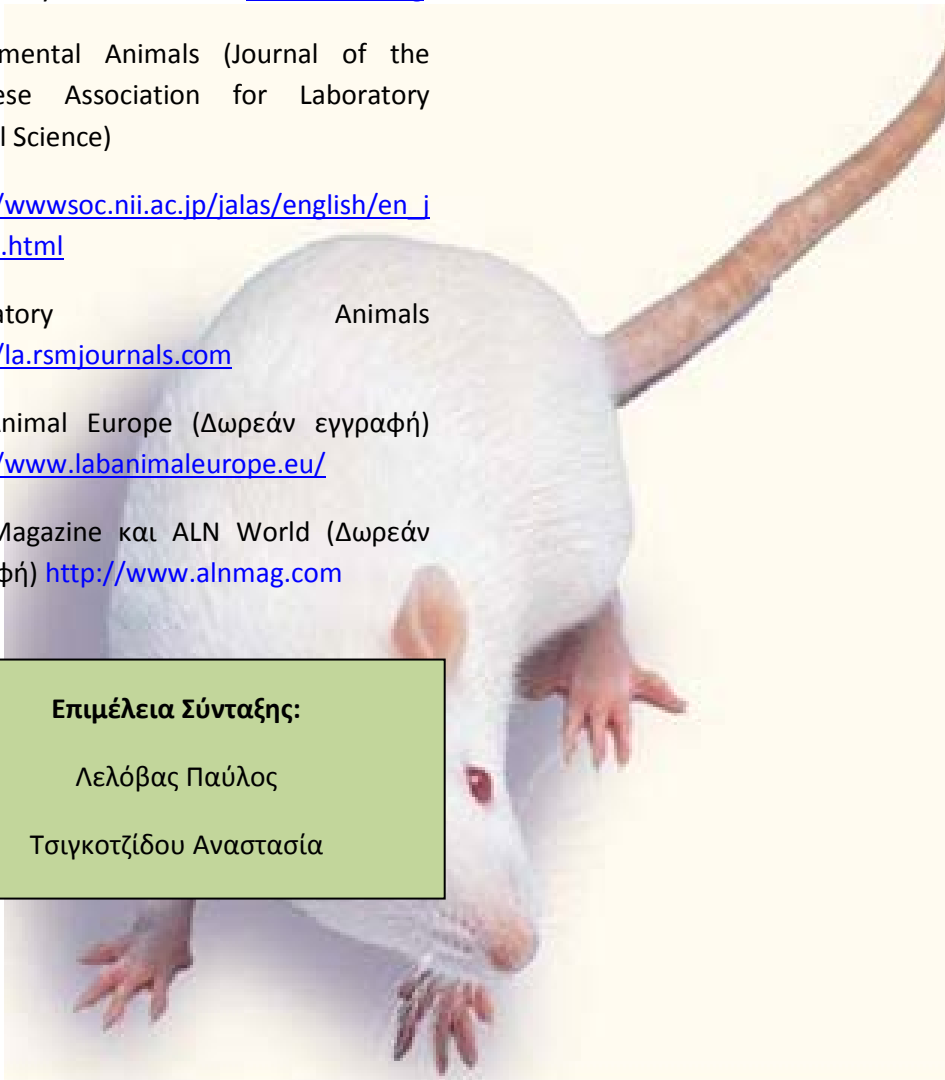 mental Animals (Journal of the
ese Association for Laboratory
l Science)
/wwwsoc.nii.ac.jp/jalas/english/en_j
.html
atory Animals
/la.rsmjournals.com
nimal Europe (Δωρεάν εγγραφή)
/www.labanimaleurope.eu/
Magazine και ALN World (Δωρεάν
φή) http://www.alnmag.com
Επιμέλεια Σύνταξης:
Λελόβας Παύλος
Τσιγκοτζίδου Αναστασία